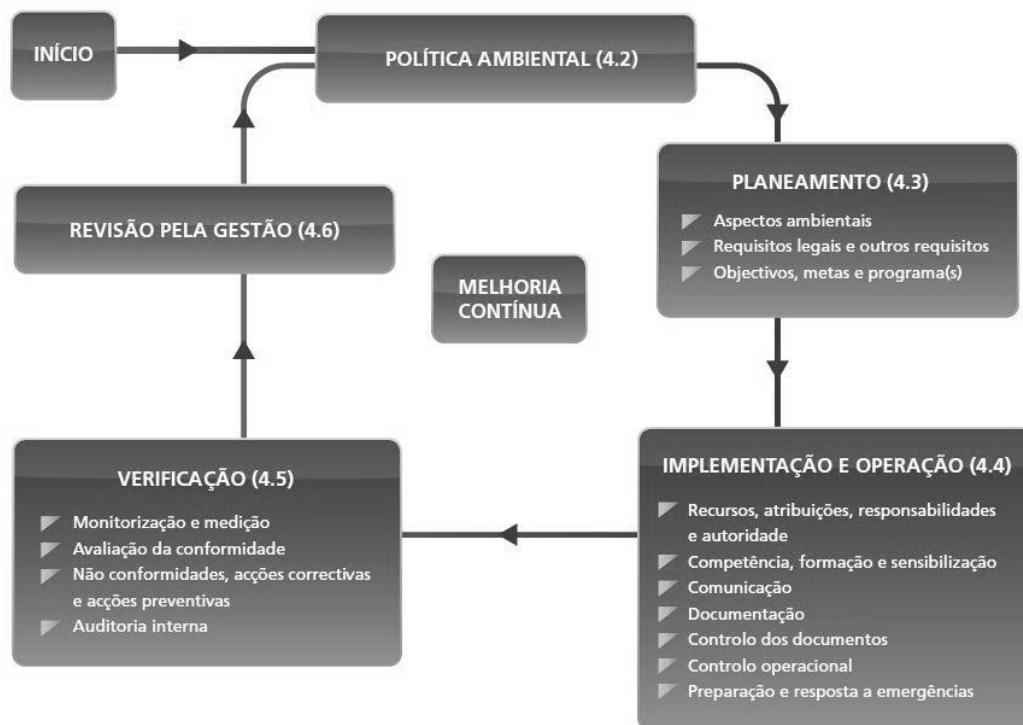 INÍCIO
POLÍTICA AMBIENTAL (4.2)
PLANEAMENTO (4.3)
Aspectos ambientais
Requisitos legais e outros requisitos
Objectivos, metas e programa(s)
REVISÃO PELA GESTÃO (4.6)
MELHORIA
CONTÍNUA
VERIFICAÇÃO (4.5)
Monitorização e medição
Avaliação da conformidade
Não conformidades, acções correctivas
e acções preventivas
Auditoria interna
IMPLEMENTAÇÃO E OPERAÇÃO (4.4)
Recursos, atribuições, responsabilidades
e autoridade
Competência, formação e sensibilização
Comunicação
Documentação
Controlo dos documentos
Controlo operacional
Preparação e resposta a emergências